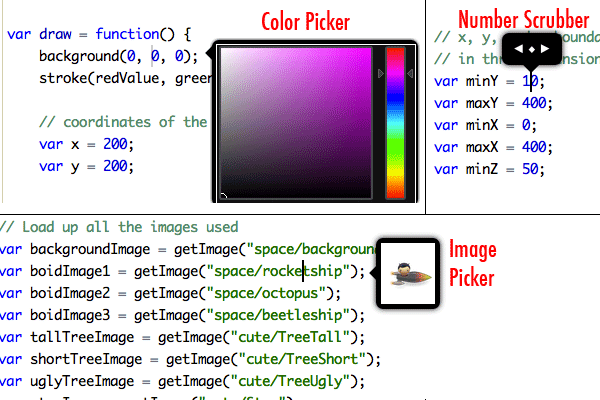 Color Picker
var draw = function() {
background(0, 0, 0);
stroke(redValue, green
// coordinates of the
var x = 200;
var y = 200;
Number Scrubber
// x, y,
// in
var minY = 10;
var maxY = 400;
var minX = 0;
var maxX = 400;
var minZ = 50;
// Load up all the images used
var backgroundImage = getImage("space/background
var boidImage1 = getImage("space/rocketship");
var boidImage2 = getImage("space/octopus");
var boidImage3 = getImage("space/beetleship");
var tallTreeImage = getImage("cute/TreeTall");
var shortTreeImage = getImage("cute/TreeShort");
var uglyTreeImage = getImage("cute/TreeUgly");
Image
Picker